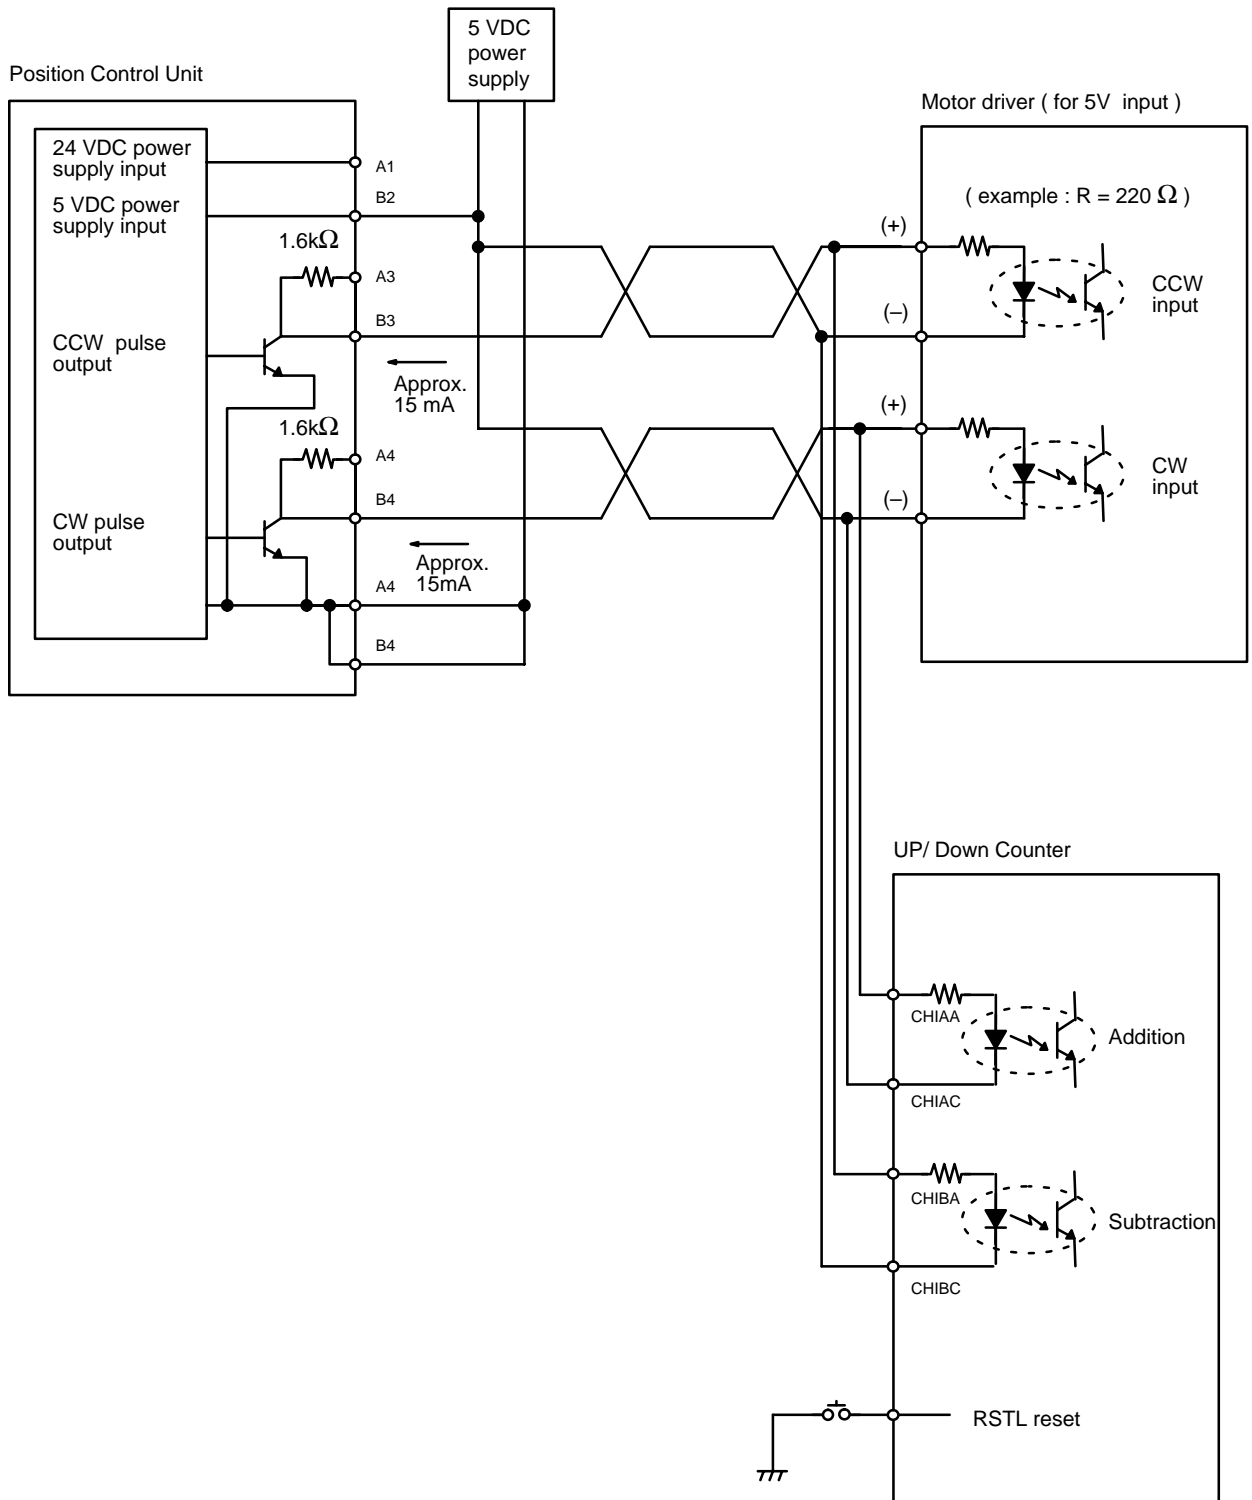 5 VDC
power
supply
Position Control Unit
Motor driver ( for 5V input )
24 VDC power
supply input
A1
B2
5 VDC power
supply input
( example : R = 220 Ω )
1.6kΩ
(+)
A3
CCW
input
B3
(–)
CCW pulse
output
Approx.
15 mA
(+)
1.6kΩ
A4
CW
input
B4
(–)
CW pulse
output
Approx.
15mA
A4
B4
UP/ Down Counter
CHIAA
Addition
CHIAC
CHIBA
Subtraction
CHIBC
RSTL reset